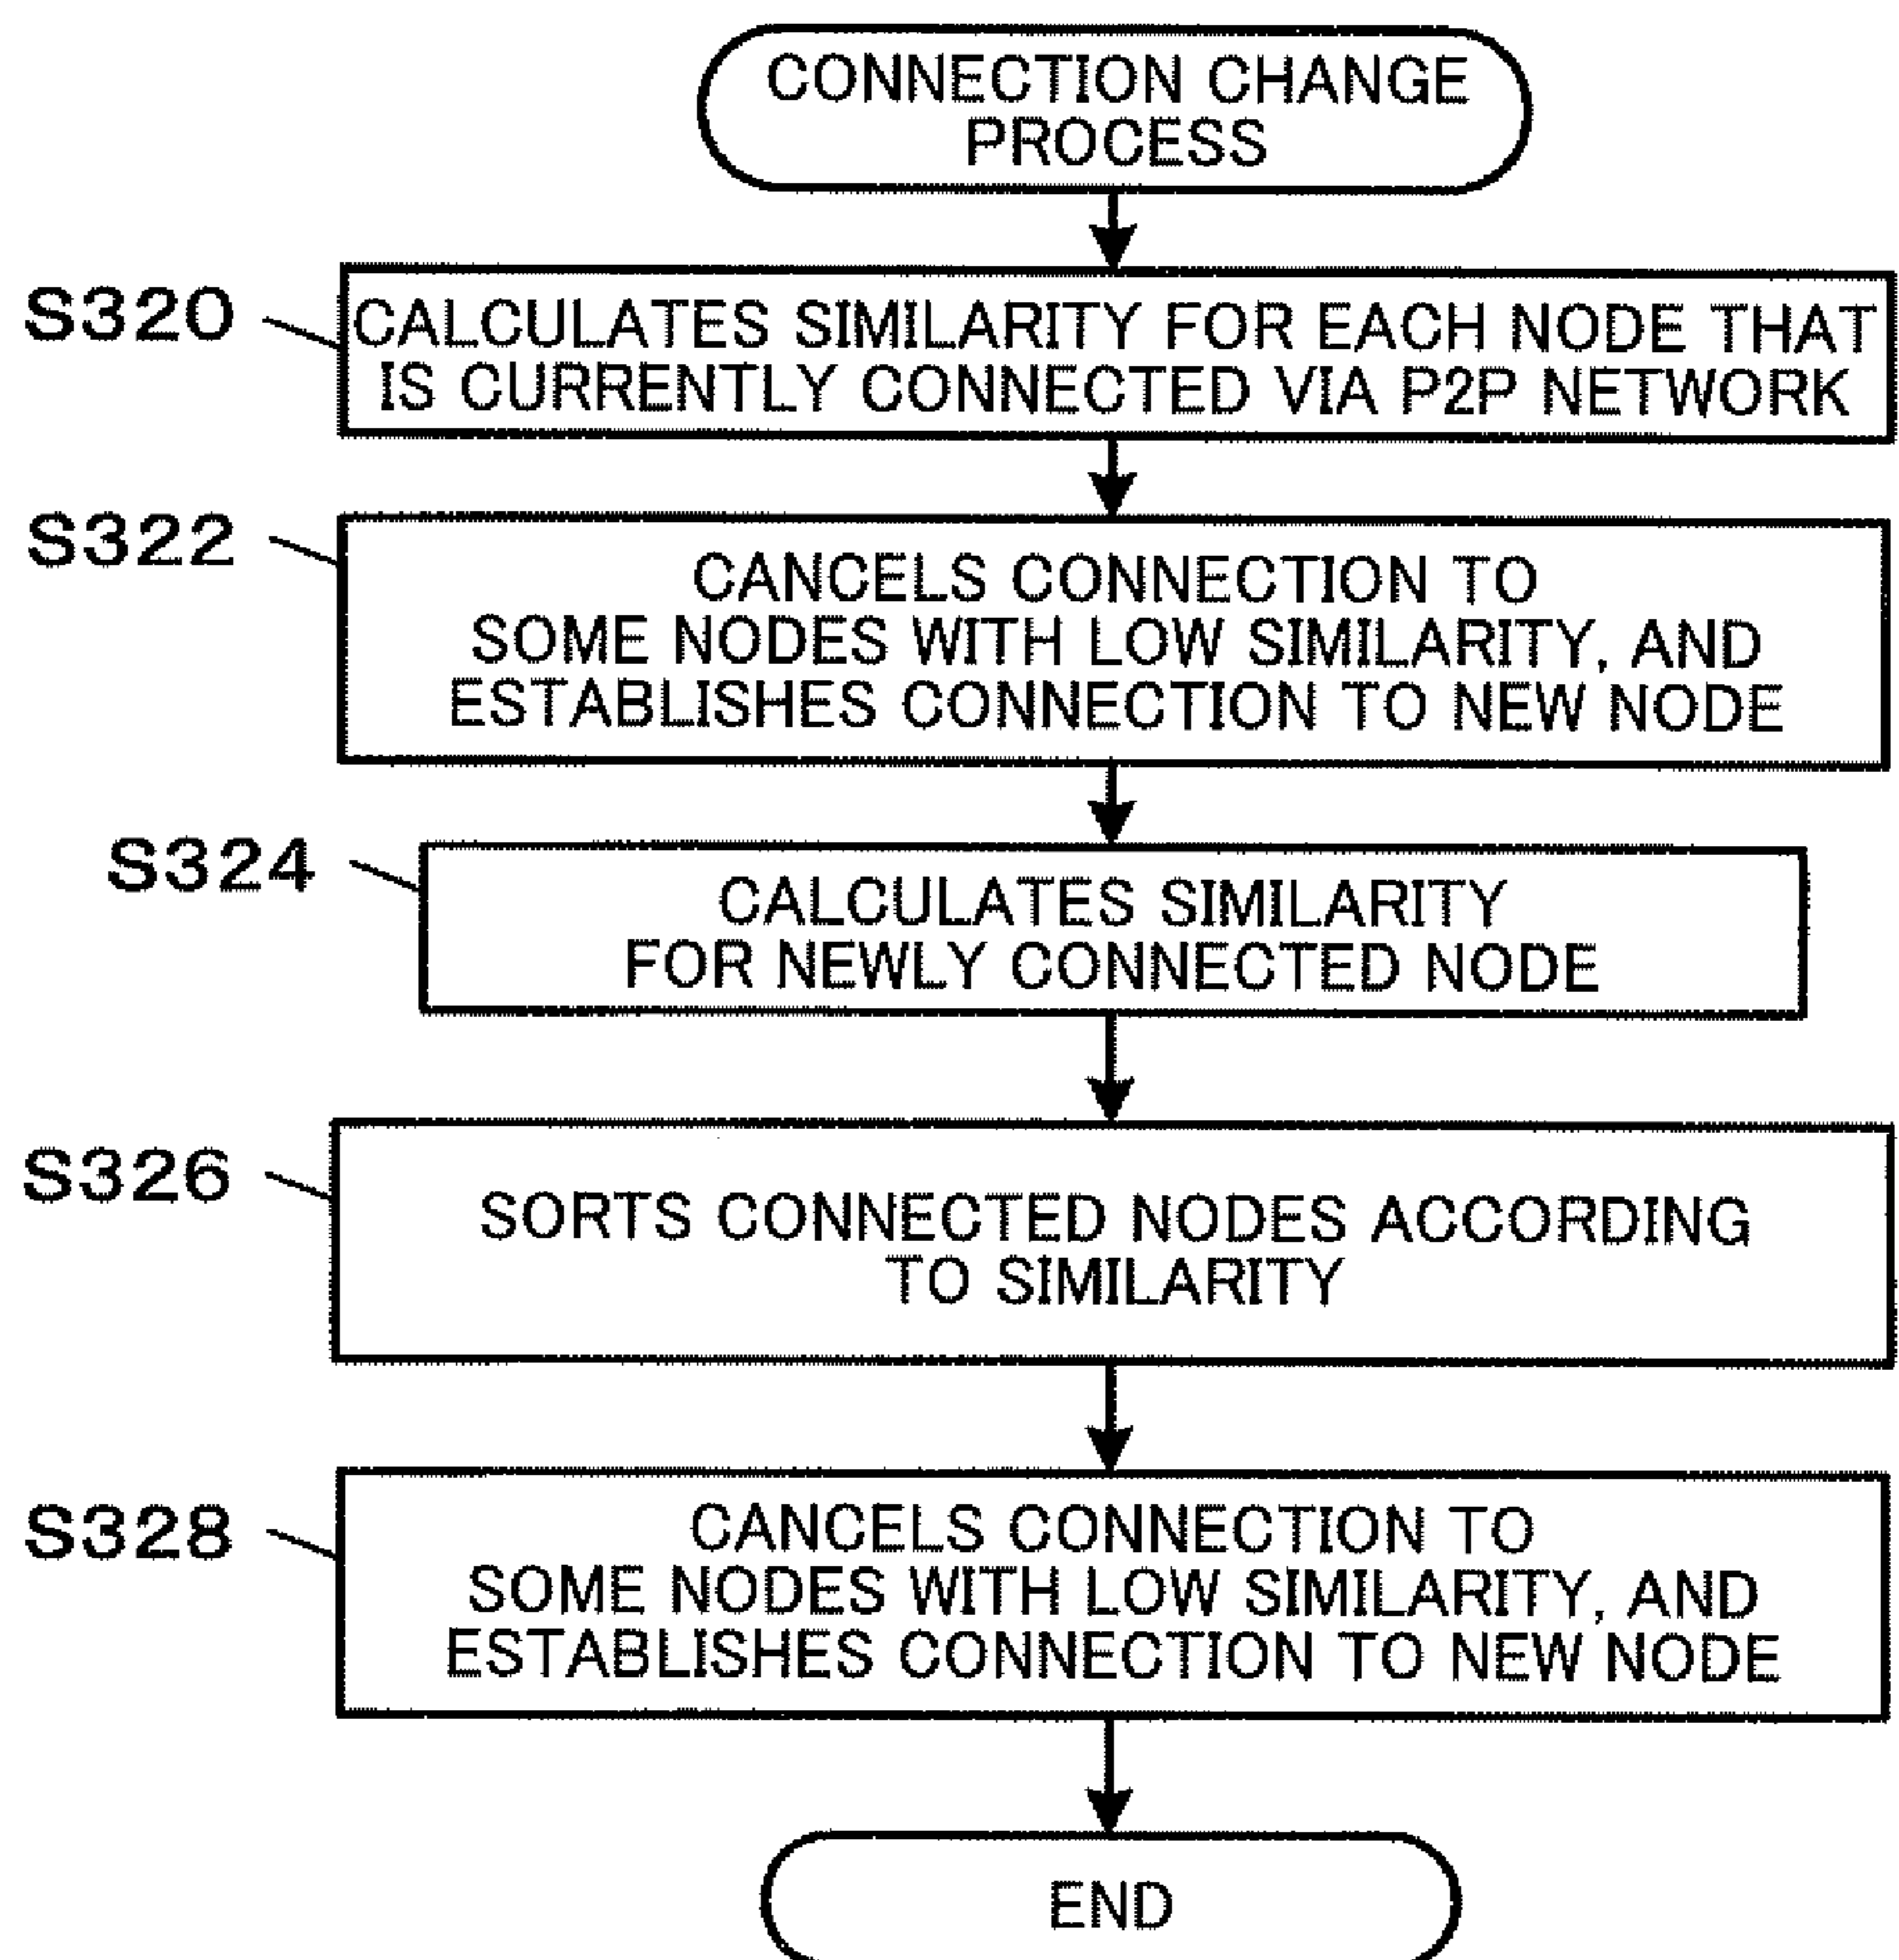 CONNECTION CHANGE
PROCESS
S320
CALCULATES SIMILARITY FOR EACH NODE THAT
IS CURRENTLY CONNECTED VIA P2P NETWORK
S322
CANCELS CONNECTION TO
SOME NODES WITH LOW SIMILARITY, AND
ESTABLISHES CONNECTION TO NEW NODE
S324
CALCULATES SIMILARITY
FOR NEWLY CONNECTED NODE
S326
SORTS CONNECTED NODES ACCORDING
TO SIMILARITY
S328
CANCELS CONNECTION TO
SOME NODES WITH LOW SIMILARITY, AND
ESTABLISHES CONNECTION TO NEW NODE
END